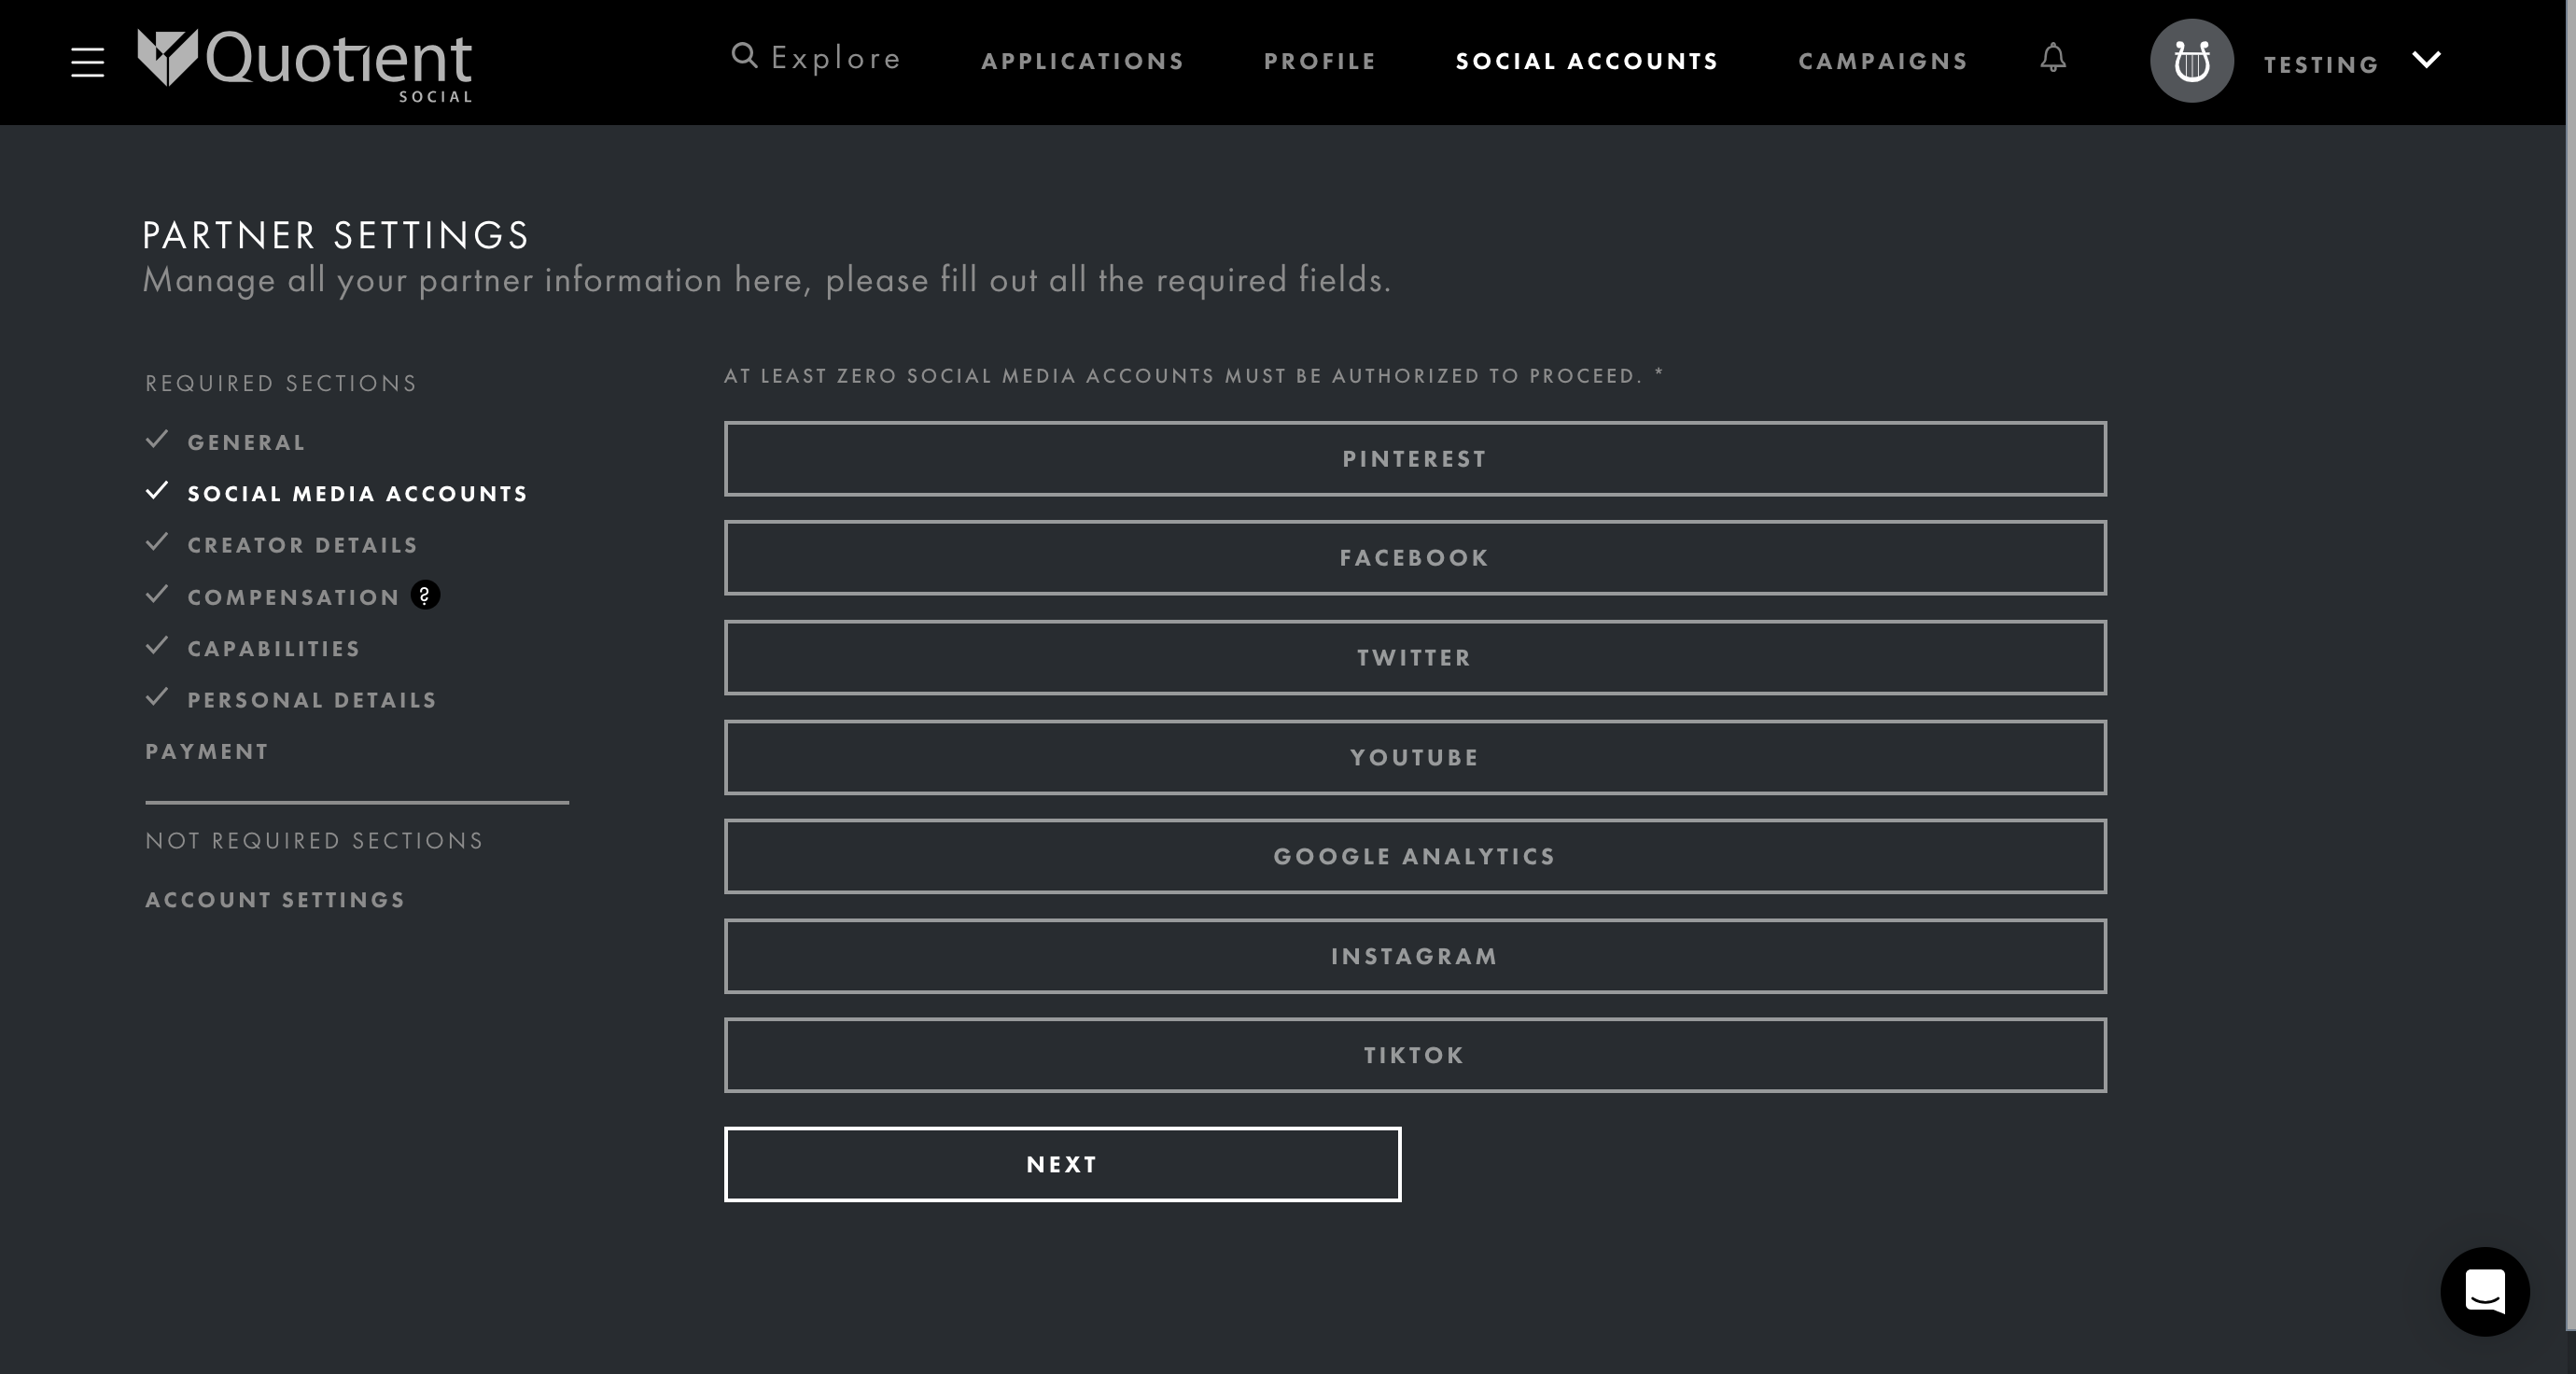 Quotient
SOCIAL
Explore
APPLICATIONS
PROFILE
SOCIAL ACCOUNTS
CAMPAIGNS
TESTING
PARTNER SETTINGS
Manage all your partner information here, please fill out all the required fields.
REQUIRED SECTIONS
GENERAL
SOCIAL MEDIA ACCOUNTS
CREATOR DETAILS
COMPENSATION ?
CAPABILITIES
PERSONAL DETAILS
PAYMENT
NOT REQUIRED SECTIONS
ACCOUNT SETTINGS
AT LEAST ZERO SOCIAL MEDIA ACCOUNTS MUST BE AUTHORIZED TO PROCEED. *
PINTEREST
FACEBOOK
TWITTER
YOUTUBE
GOOGLE ANALYTICS
INSTAGRAM
TIKTOK
NEXT